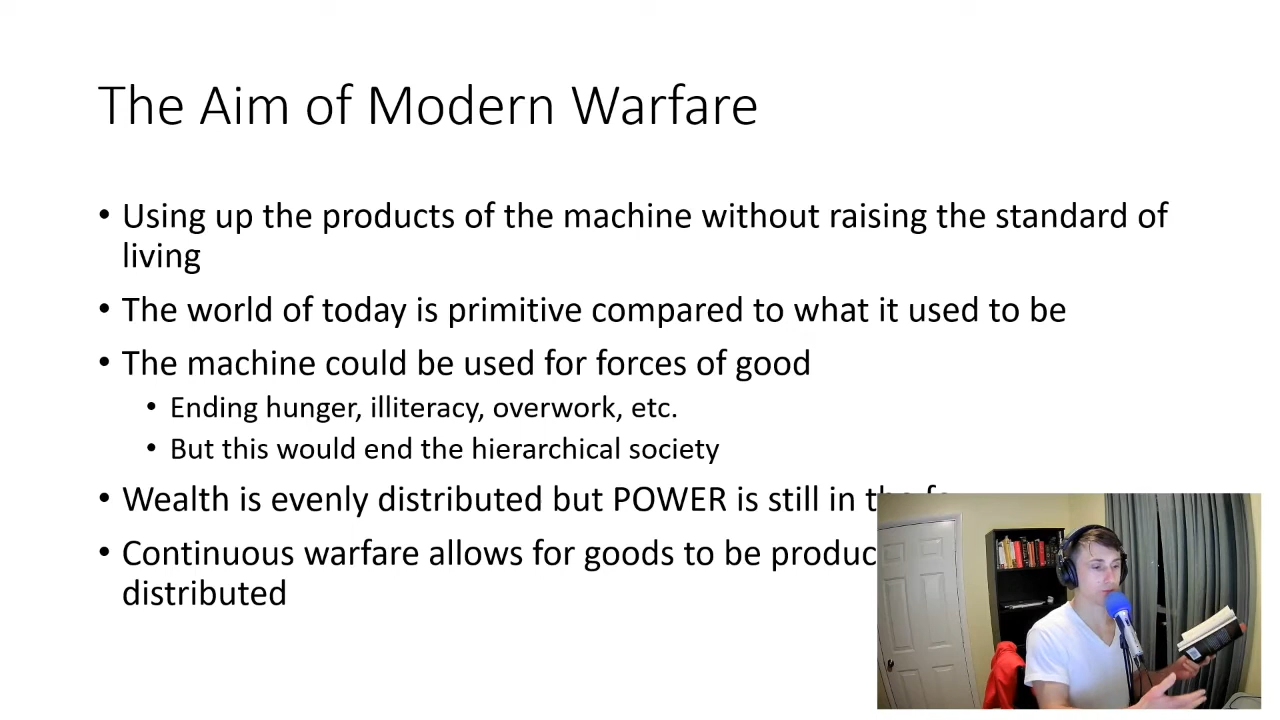 The Aim of Modern Warfare
• Using up the products of the machine without raising the standard of
living
• The world of today is primitive compared to what it used to be
• The machine could be used for forces of good
• Ending hunger, illiteracy, overwork, etc.
• But this would end the hierarchical society
• Wealth is evenly distributed but POWER is still in the
• Continuous warfare allows for goods to be
distributed